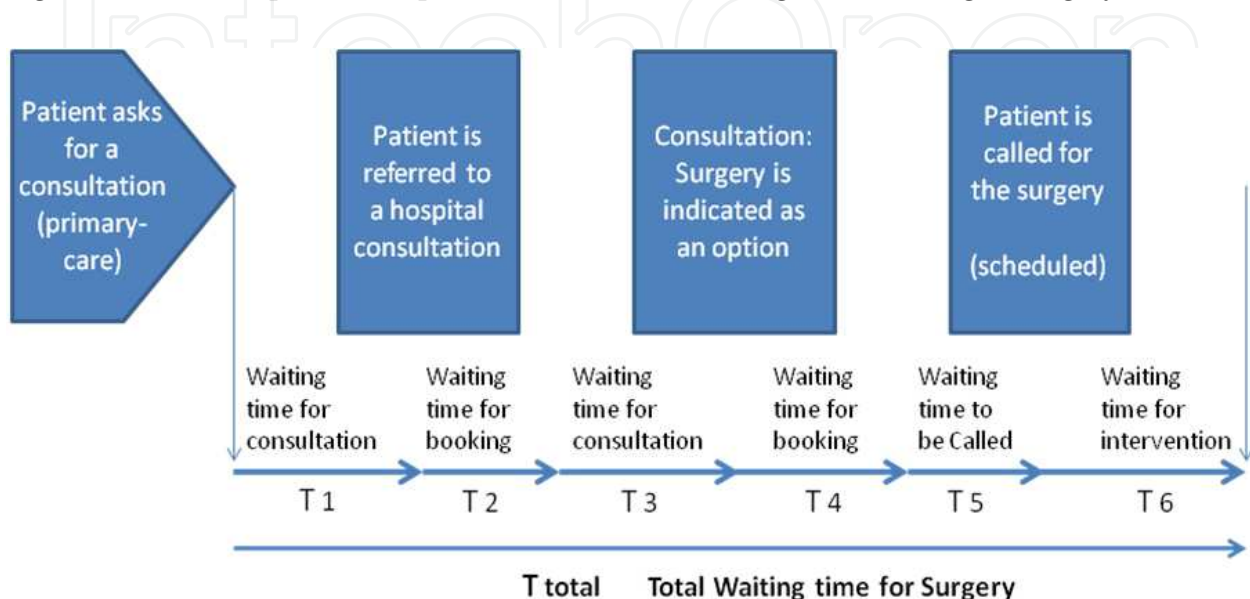 Patient asks
for a
consultation
(primary-
care)
Patient is
referred to
a hospital
consultation
Consultation:
Surgery is
indicated as
an option
Patient is
called for
the surgery
(scheduled)
Waiting
time for
consultation
Waiting
time for
booking
Waiting
time for
consultation
Waiting
time for
booking
Waiting
time to
be Called
Waiting
time for
intervention
T 1
T 2
T 3
T 4
T 5
T 6
T total Total Waiting time for Surgery